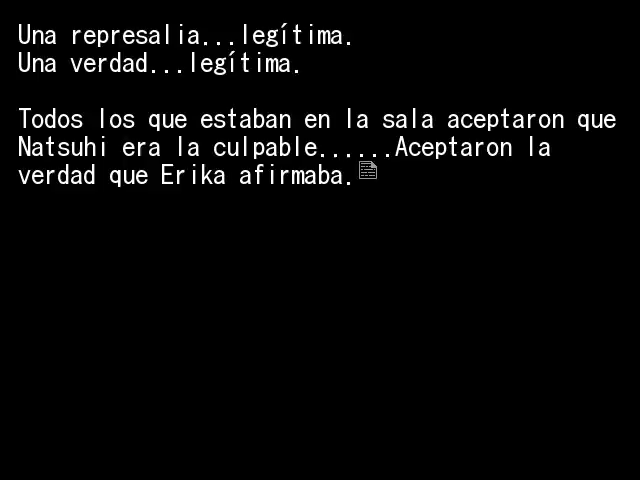 Una represalia...legítima.
Una verdad...legítima.
Todos los que estaban en la sala aceptaron que
Natsuhi era la culpable......Aceptaron la
verdad que Erika afirmaba.